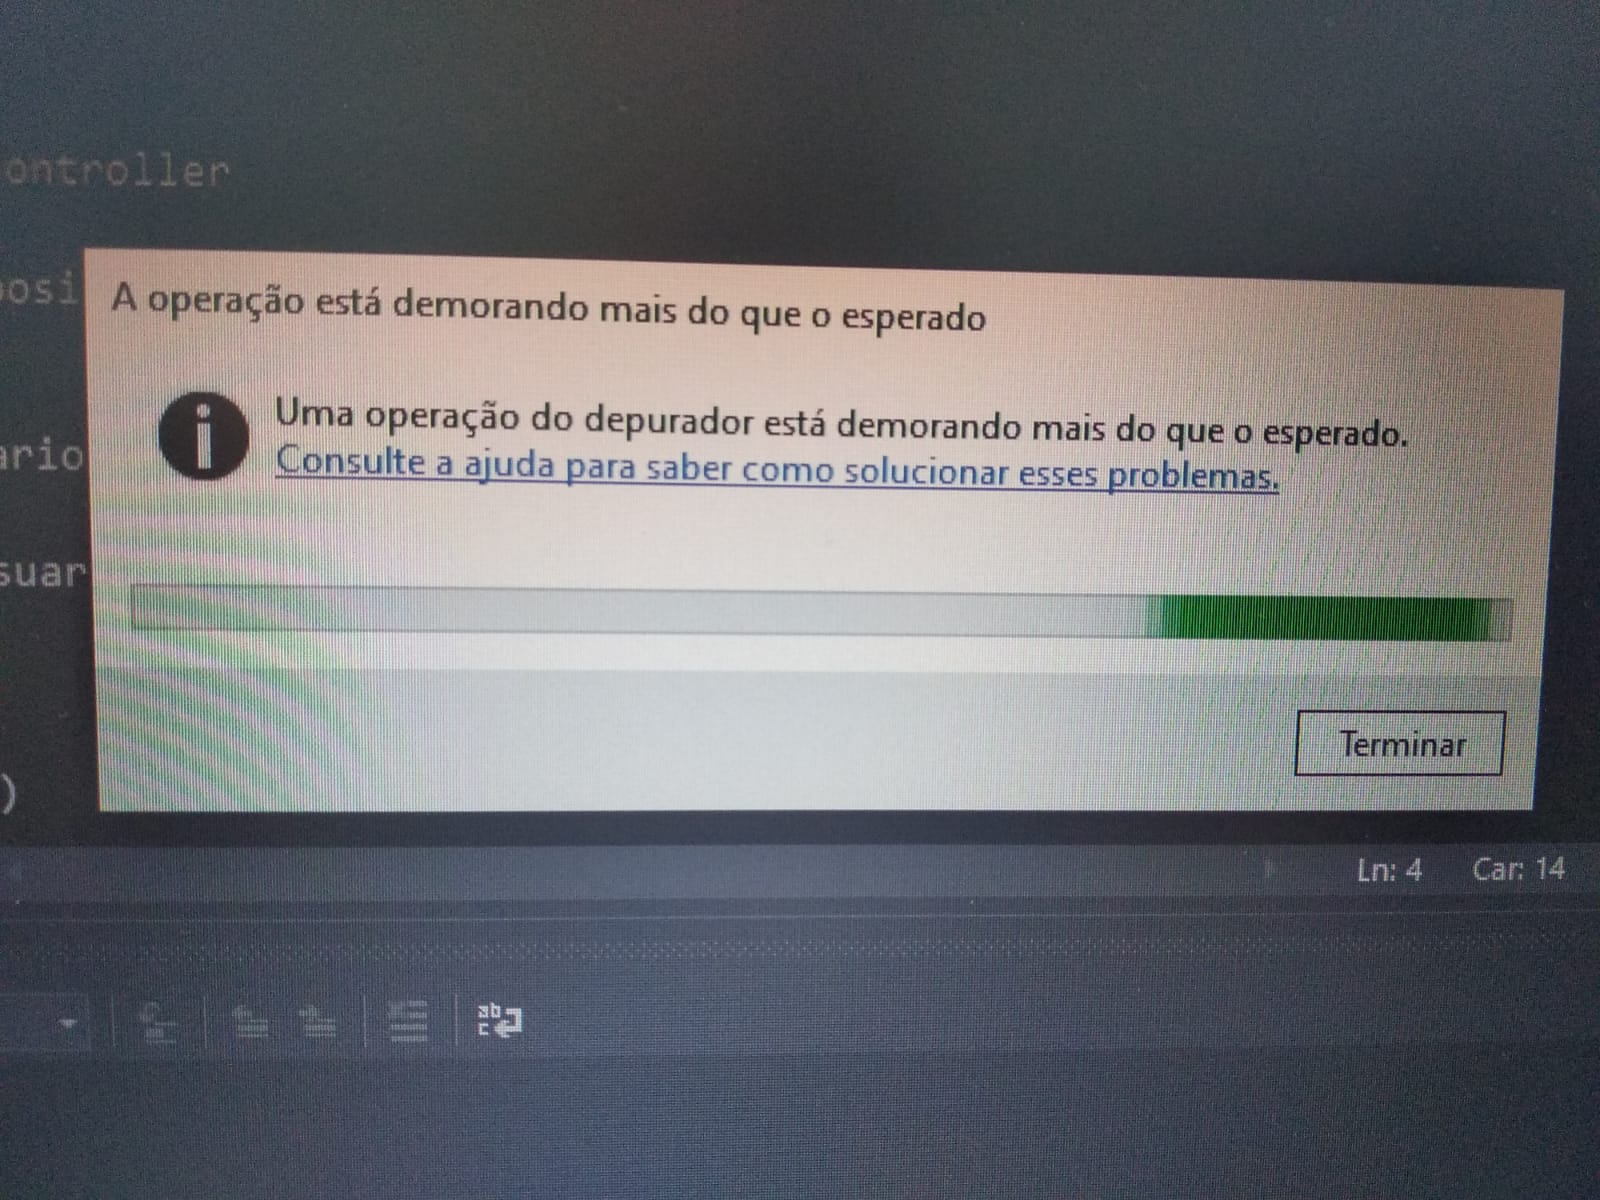 ontroller
osi
A operação está demorando mais do que o esperado
Uma operação do depurador está demorando mais do que o esperado.
Consulte a ajuda para saber como solucionar esses problemas.
ario
suar
Terminar
)
Ln: 4 Car: 14
ab
c